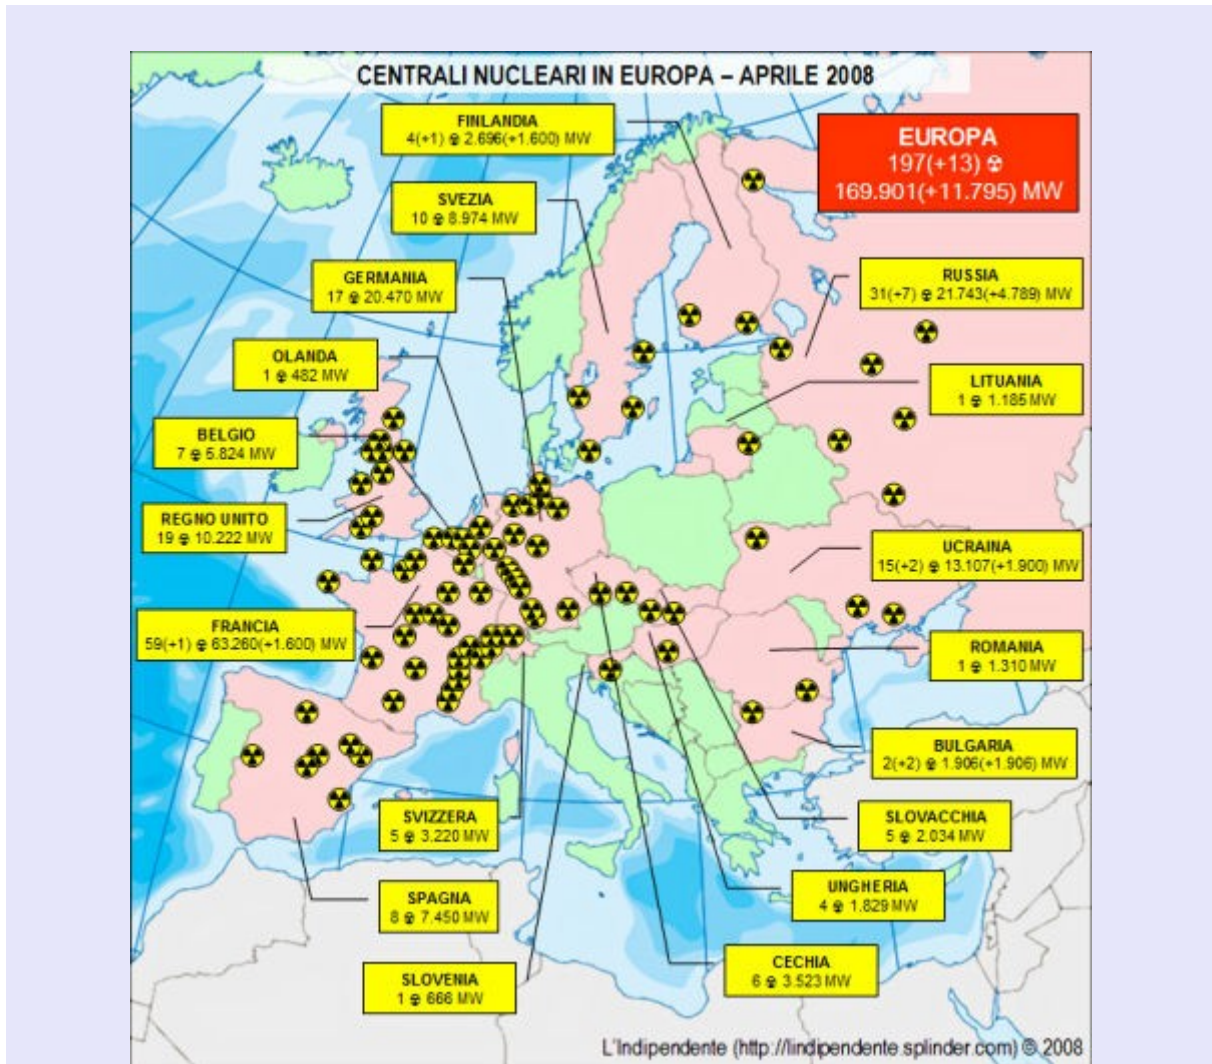 CENTRALI NUCLEARI IN EUROPA – APRILE 2008
FINLANDIA
4(+1) ☢ 2.696(+1.600) MW
EUROPA
197(+13) ☢
169.901(+11.795) MW
SVEZIA
10 ☢ 8.974 MW
GERMANIA
17 ☢ 20.470 MW
RUSSIA
31(+7) ☢ 21.743(+4.789) MW
OLANDA
1 ☢ 482 MW
LITUANIA
1 ☢ 1.185 MW
BELGIO
7 ☢ 5.824 MW
REGNO UNITO
19 ☢ 10.222 MW
UCRAINA
15(+2) ☢ 13.107(+1.900) MW
FRANCIA
59(+1) ☢ 63.260(+1.600) MW
ROMANIA
1 ☢ 1.310 MW
BULGARIA
2(+2) ☢ 1.906(+1.906) MW
SVIZZERA
5 ☢ 3.220 MW
SLOVACCHIA
5 ☢ 2.034 MW
SPAGNA
8 ☢ 7.450 MW
UNGHERIA
4 ☢ 1.829 MW
SLOVENIA
1 ☢ 666 MW
CECHIA
6 ☢ 3.523 MW
L'Indipendente (http://lindipendente.splinder.com) © 2008